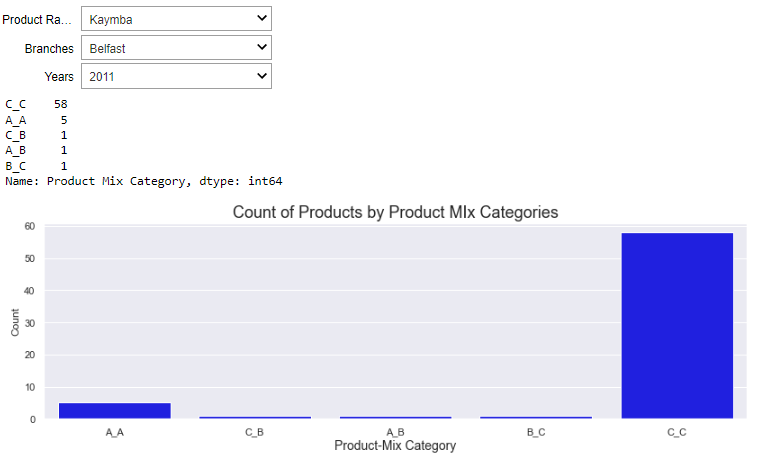 Product Ra... Kaymba
Branches Belfast
Years 2011
C_C 58
A_A 5
C_B 1
A_B 1
B_C 1
Name: Product Mix Category, dtype: int64
Count of Products by Product MIx Categories
60
50
40
30
20
10
0
Count
A_A C_B A_B B_C C_C
Product-Mix Category